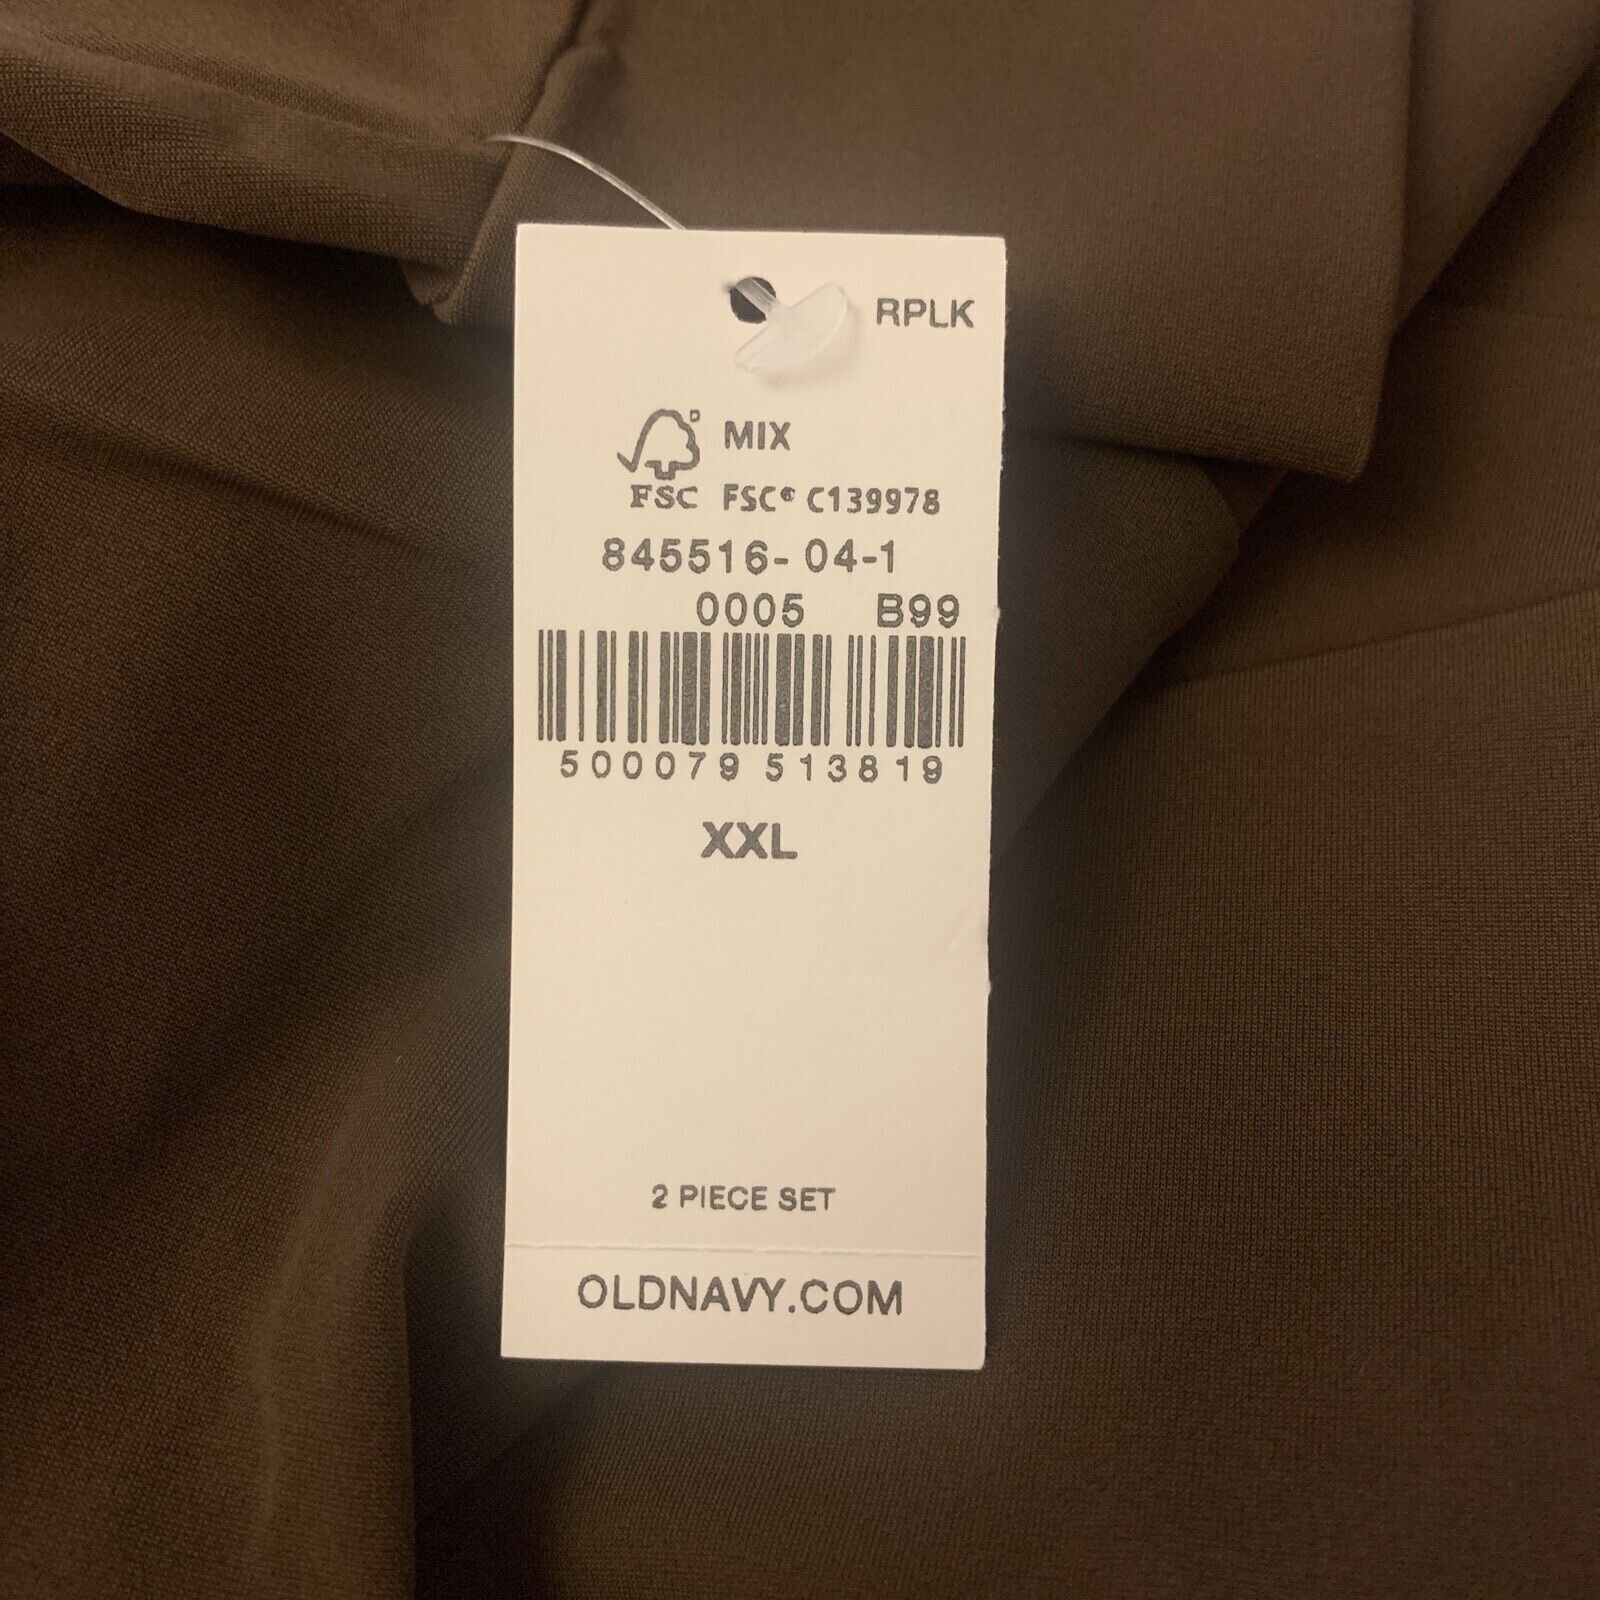 RPLK
MIX
FSC FSC® C139978
845516-04-1
0005 B99
500079 513819
XXL
2 PIECE SET
OLDNAVY.COM